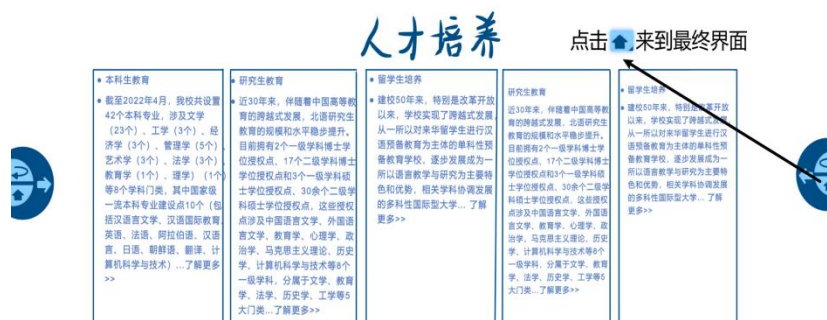 人才培养
点击 来到最终界面
本科生教育
截至2022年4月，我校共设置
42个本科专业，涉及文学
（23个）、工学（3个）、经
济学（3个）、管理学（5个）、
艺术学（3个）、法学（3个）、
教育学（1个）、理学）（1个）
等8个学科门类，其中国家级
一流本科专业建设点10个（包
括汉语言文学、汉语国际教育、
英语、法语、阿拉伯语、汉语
言、日语、朝鲜语、翻译、计
算机科学与技术）…了解更多
>>
研究生教育
近30年来，伴随着中国高等教
育的跨越式发展，北语研究生
教育的规模和水平稳步提升。
目前拥有2个一级学科博士学
位授权点、17个二级学科博士
学位授权点和3个一级学科硕
士学位授权点、30余个二级学
科硕士学位授权点，这些授权
点涉及中国语言文学、外国语
言文学、教育学、心理学、政
治学、马克思主义理论、历史
学、计算机科学与技术等8个
一级学科，分属于文学、教育
学、法学、历史学、工学等5
大门类…了解更多>>
留学生培养
建校50年来，特别是改革开放
以来，学校实现了跨越式发展，
从一所以对来华留学生进行汉
语预备教育为主体的单科性预
备教育学校，逐步发展成为一
所以语言教学与研究为主要特
色和优势，相关学科协调发展
的多科性国际型大学… 了解
更多>>
研究生教育
近30年来，伴随着中国高等教
育的跨越式发展，北语研究生
教育的规模和水平稳步提升。
目前拥有2个一级学科博士学
位授权点、17个二级学科博士
学位授权点和3个一级学科硕
士学位授权点、30余个二级学
科硕士学位授权点，这些授权
点涉及中国语言文学、外国语
言文学、教育学、心理学、政
治学、马克思主义理论、历史
学、计算机科学与技术等8个
一级学科，分属于文学、教育
学、法学、历史学、工学等5
大门类…了解更多>>
留学生培养
建校50年来，特别是改革开放
以来，学校实现了跨越式发展，
从一所以对来华留学生进行汉
语预备教育为主体的单科性预
备教育学校，逐步发展成为一
所以语言教学与研究为主要特
色和优势，相关学科协调发展
的多科性国际型大学… 了解
更多>>